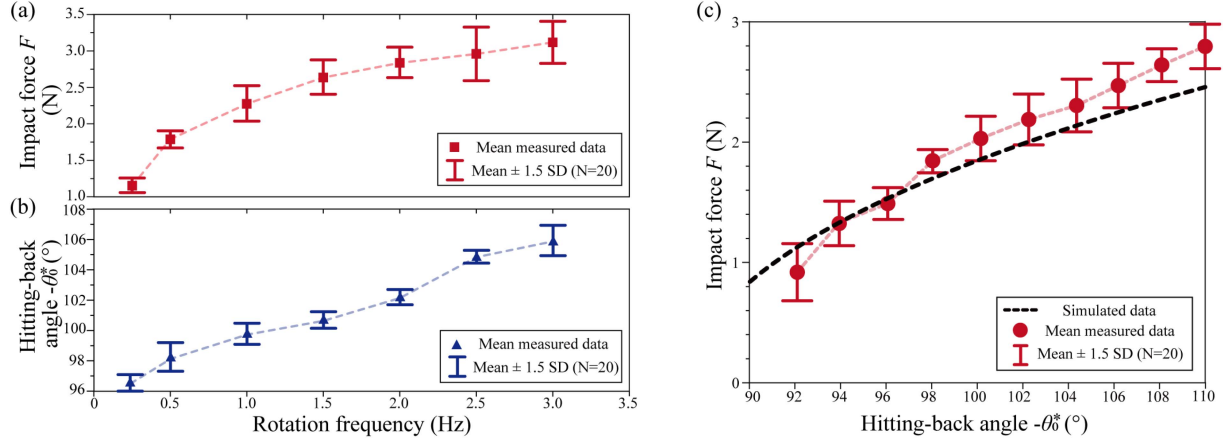 (a)
Impact force F
(N)
3.5
3.0
2.5
2.0
1.5
1.0
Mean measured data
Mean ± 1.5 SD (N=20)
(b)
Hitting-back
angle -θ₀* (°)
108
106
104
102
100
98
96
Mean measured data
Mean ± 1.5 SD (N=20)
0 0.5 1.0 1.5 2.0 2.5 3.0 3.5
Rotation frequency (Hz)
(c)
Impact force F (N)
3
2
1
0
Simulated data
Mean measured data
Mean ± 1.5 SD (N=20)
90 92 94 96 98 100 102 104 106 108 110
Hitting-back angle -θ₀* (°)